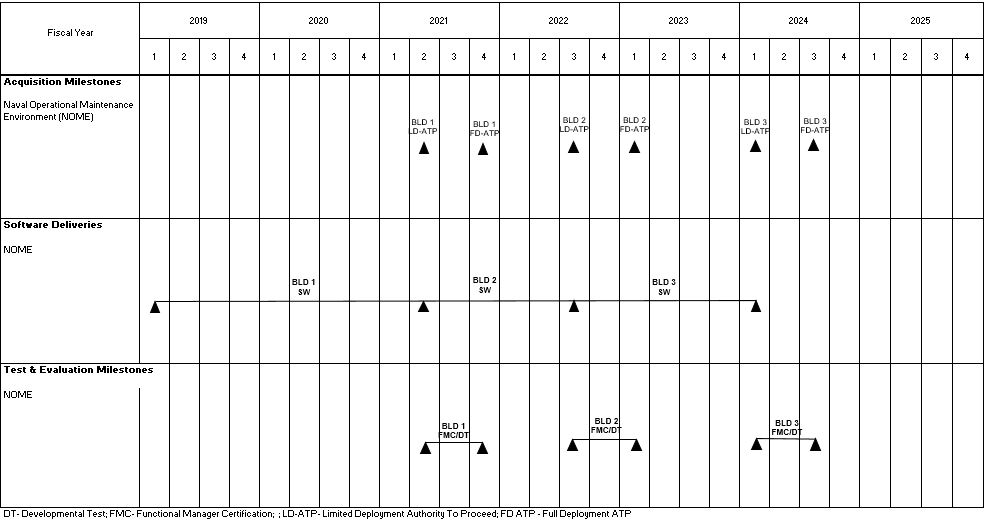 Fiscal Year
2019 2020 2021 2022 2023 2024 2025
1 2 3 4 1 2 3 4 1 2 3 4 1 2 3 4 1 2 3 4 1 2 3 4 1 2 3 4
Acquisition Milestones
Naval Operational Maintenance
Environment (NOME)
BLD 1 BLD 1 BLD 2 BLD 2 BLD 3 BLD 3
LD-ATP FD-ATP LD-ATP FD-ATP LD-ATP FD-ATP
Software Deliveries
NOME
BLD 1 BLD 2 BLD 3
SW SW SW
Test & Evaluation Milestones
NOME
BLD 1 BLD 2 BLD 3
FMC/DT FMC/DT FMC/DT
DT- Developmental Test; FMC- Functional Manager Certification; ; LD-ATP- Limited Deployment Authority To Proceed; FD ATP - Full Deployment ATP